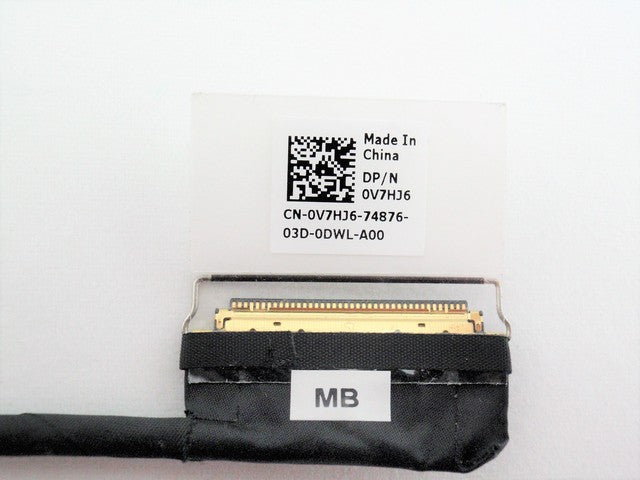 Made In
China
DP/N
0V7HJ6
CN-0V7HJ6-74876-
03D-0DWL-A00
MB